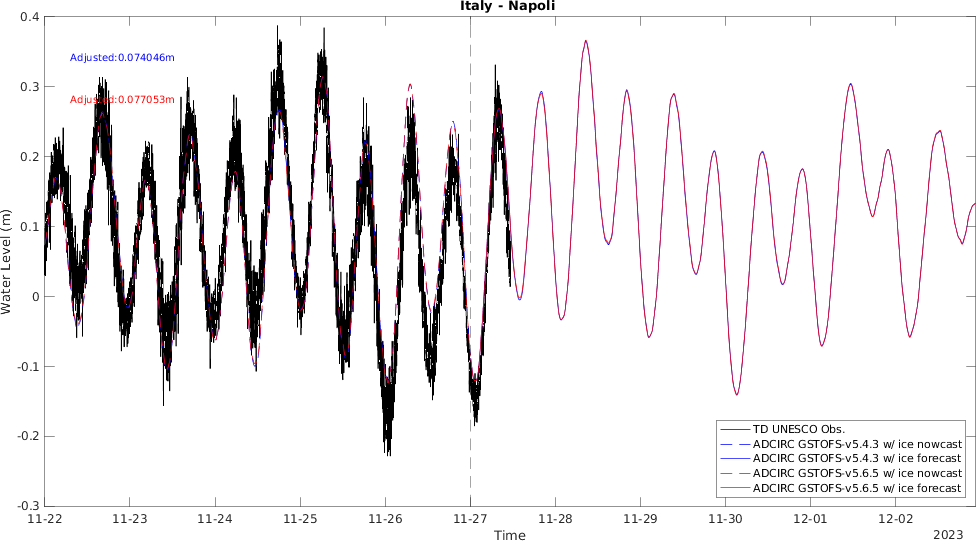 Italy - Napoli
Adjusted:0.074046m
Adjusted:0.077053m
Water Level (m)
0.4
0.3
0.2
0.1
0
-0.1
-0.2
-0.3
11-22
11-23
11-24
11-25
11-26
11-27
11-28
11-29
11-30
12-01
12-02
Time
2023
TD UNESCO Obs.
ADCIRC GSTOFS-v5.4.3 w/ ice nowcast
ADCIRC GSTOFS-v5.4.3 w/ ice forecast
ADCIRC GSTOFS-v5.6.5 w/ ice nowcast
ADCIRC GSTOFS-v5.6.5 w/ ice forecast